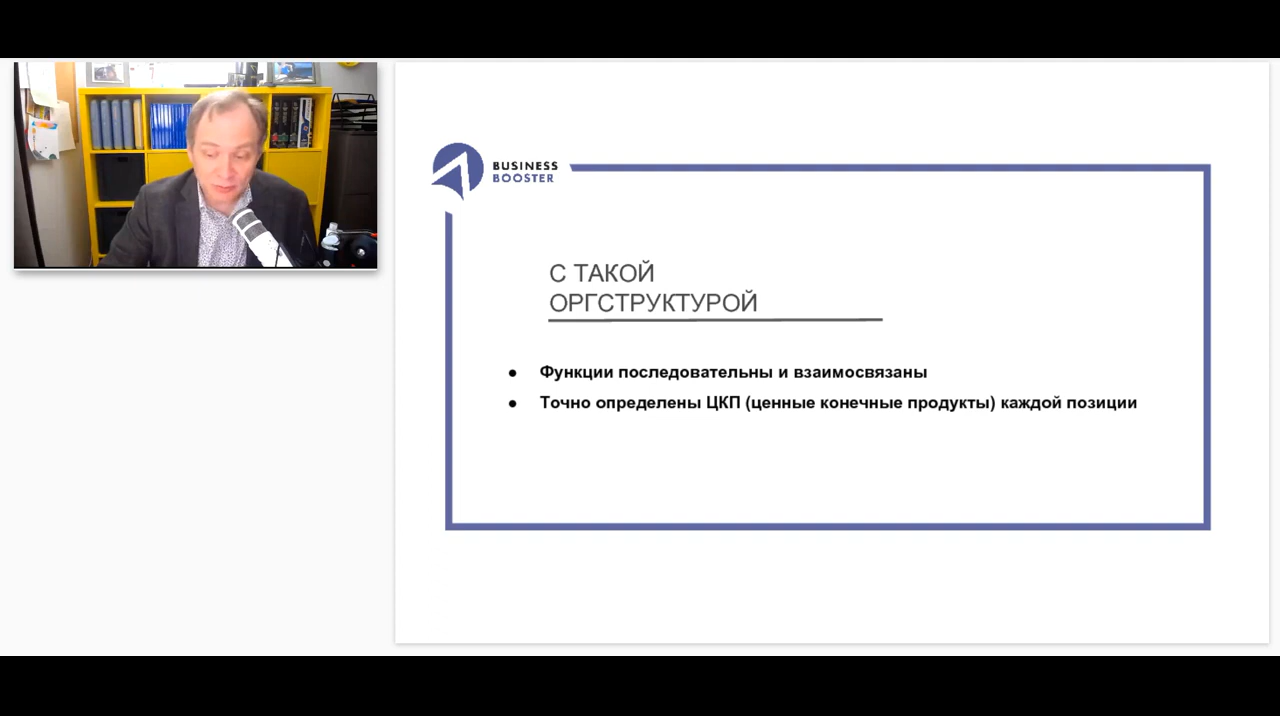 BUSINESS
BOOSTER
С ТАКОЙ
ОРГСТРУКТУРОЙ
● Функции последовательны и взаимосвязаны
● Точно определены ЦКП (ценные конечные продукты) каждой позиции